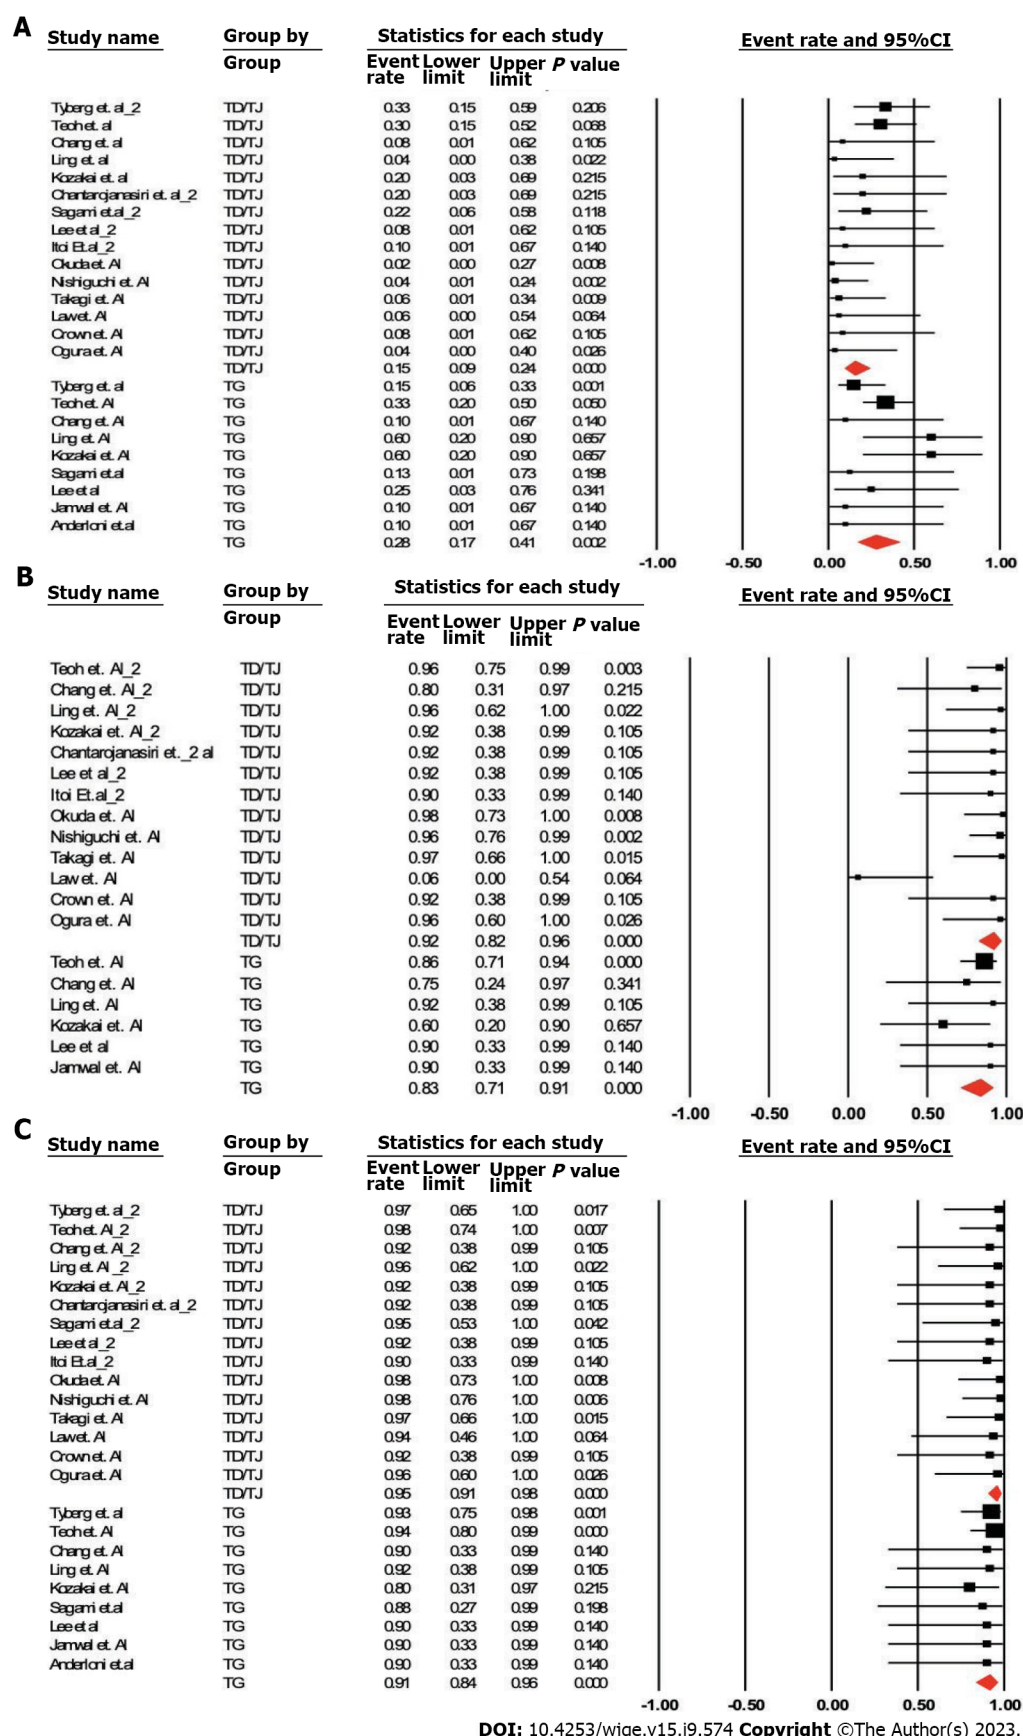 A
Study name Group by Statistics for each study Event rate and 95%CI
Group Event rate Lower limit Upper limit P value
Tyberg et. al_2 TD/TJ 0.33 0.15 0.59 0.206
Teoh et. al TD/TJ 0.30 0.15 0.52 0.068
Chang et. al TD/TJ 0.08 0.01 0.62 0.105
Ling et. al TD/TJ 0.04 0.00 0.38 0.022
Kozakai et. al TD/TJ 0.20 0.03 0.69 0.215
Chantarojanasiri et. al_2 TD/TJ 0.20 0.03 0.69 0.215
Sagami et.al_2 TD/TJ 0.22 0.06 0.58 0.118
Lee et al_2 TD/TJ 0.08 0.01 0.62 0.105
Itoi Et.al_2 TD/TJ 0.10 0.01 0.67 0.140
Okuda et. Al TD/TJ 0.02 0.00 0.27 0.008
Nishiguchi et. Al TD/TJ 0.04 0.01 0.24 0.002
Takagi et. Al TD/TJ 0.06 0.01 0.34 0.009
Law et. Al TD/TJ 0.06 0.00 0.54 0.064
Crown et. Al TD/TJ 0.08 0.01 0.62 0.105
Ogura et. Al TD/TJ 0.04 0.00 0.40 0.026
TD/TJ 0.15 0.09 0.24 0.000
Tyberg et. al TG 0.15 0.06 0.33 0.001
Teoh et. Al TG 0.33 0.20 0.50 0.050
Chang et. Al TG 0.10 0.01 0.67 0.140
Ling et. Al TG 0.60 0.20 0.90 0.657
Kozakai et. Al TG 0.60 0.20 0.90 0.657
Sagami et.al TG 0.13 0.01 0.73 0.198
Lee et al TG 0.25 0.03 0.76 0.341
Jamwal et. Al TG 0.10 0.01 0.67 0.140
Anderloni et.al TG 0.10 0.01 0.67 0.140
TG 0.28 0.17 0.41 0.002
-1.00 -0.50 0.00 0.50 1.00
B
Study name Group by Statistics for each study Event rate and 95%CI
Group Event rate Lower limit Upper limit P value
Teoh et. Al_2 TD/TJ 0.96 0.75 0.99 0.003
Chang et. Al_2 TD/TJ 0.80 0.31 0.97 0.215
Ling et. Al_2 TD/TJ 0.96 0.62 1.00 0.022
Kozakai et. Al_2 TD/TJ 0.92 0.38 0.99 0.105
Chantarojanasiri et._2 al TD/TJ 0.92 0.38 0.99 0.105
Lee et al_2 TD/TJ 0.92 0.38 0.99 0.105
Itoi Et.al_2 TD/TJ 0.90 0.33 0.99 0.140
Okuda et. Al TD/TJ 0.98 0.73 1.00 0.008
Nishiguchi et. Al TD/TJ 0.96 0.76 0.99 0.002
Takagi et. Al TD/TJ 0.97 0.66 1.00 0.015
Law et. Al TD/TJ 0.06 0.00 0.54 0.064
Crown et. Al TD/TJ 0.92 0.38 0.99 0.105
Ogura et. Al TD/TJ 0.96 0.60 1.00 0.026
TD/TJ 0.92 0.82 0.96 0.000
Teoh et. Al TG 0.86 0.71 0.94 0.000
Chang et. Al TG 0.75 0.24 0.97 0.341
Ling et. Al TG 0.92 0.38 0.99 0.105
Kozakai et. Al TG 0.60 0.20 0.90 0.657
Lee et al TG 0.90 0.33 0.99 0.140
Jamwal et. Al TG 0.90 0.33 0.99 0.140
TG 0.83 0.71 0.91 0.000
-1.00 -0.50 0.00 0.50 1.00
C
Study name Group by Statistics for each study Event rate and 95%CI
Group Event rate Lower limit Upper limit P value
Tyberg et. al_2 TD/TJ 0.97 0.65 1.00 0.017
Teoh et. Al_2 TD/TJ 0.98 0.74 1.00 0.007
Chang et. Al_2 TD/TJ 0.92 0.38 0.99 0.105
Ling et. Al_2 TD/TJ 0.96 0.62 1.00 0.022
Kozakai et. Al_2 TD/TJ 0.92 0.38 0.99 0.105
Chantarojanasiri et. al_2 TD/TJ 0.92 0.38 0.99 0.105
Sagami et.al_2 TD/TJ 0.95 0.53 1.00 0.042
Lee et al_2 TD/TJ 0.92 0.38 0.99 0.105
Itoi Et.al_2 TD/TJ 0.90 0.33 0.99 0.140
Okuda et. Al TD/TJ 0.98 0.73 1.00 0.008
Nishiguchi et. Al TD/TJ 0.98 0.76 1.00 0.006
Takagi et. Al TD/TJ 0.97 0.66 1.00 0.015
Law et. Al TD/TJ 0.94 0.46 1.00 0.064
Crown et. Al TD/TJ 0.92 0.38 0.99 0.105
Ogura et. Al TD/TJ 0.96 0.60 1.00 0.026
TD/TJ 0.95 0.91 0.98 0.000
Tyberg et. al TG 0.93 0.75 0.98 0.001
Teoh et. Al TG 0.94 0.80 0.99 0.000
Chang et. Al TG 0.90 0.33 0.99 0.140
Ling et. Al TG 0.92 0.38 0.99 0.105
Kozakai et. Al TG 0.80 0.31 0.97 0.215
Sagami et.al TG 0.88 0.27 0.99 0.198
Lee et al TG 0.90 0.33 0.99 0.140
Jamwal et. Al TG 0.90 0.33 0.99 0.140
Anderloni et.al TG 0.90 0.33 0.99 0.140
TG 0.91 0.84 0.96 0.000
-1.00 -0.50 0.00 0.50 1.00
DOI: 10.4253/wjge.v15.i9.574 Copyright ©The Author(s) 2023.